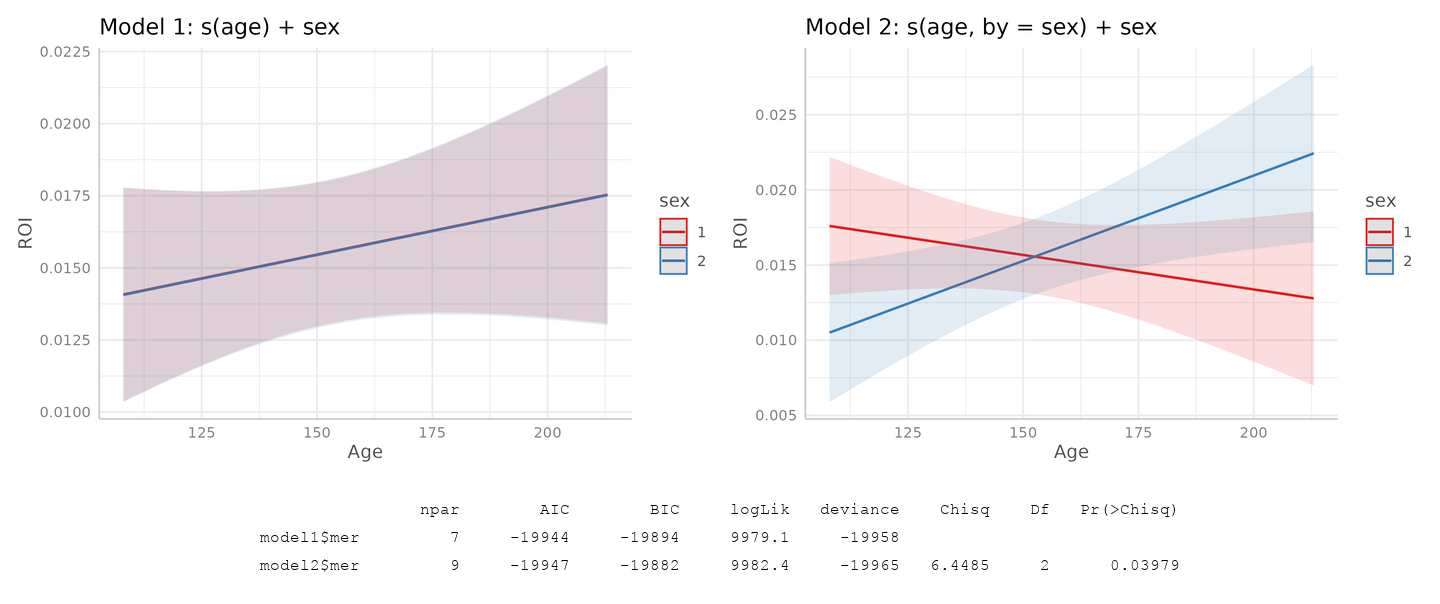 Model 1: s(age) + sex
0.0225
0.0200
0.0175
0.0150
0.0125
0.0100
ROI
125 150 175 200
Age
sex
1
2
Model 2: s(age, by = sex) + sex
0.025
0.020
0.015
0.010
0.005
ROI
125 150 175 200
Age
sex
1
2
npar AIC BIC logLik deviance Chisq Df Pr(>Chisq)
model1$mer 7 -19944 -19894 9979.1 -19958
model2$mer 9 -19947 -19882 9982.4 -19965 6.4485 2 0.03979